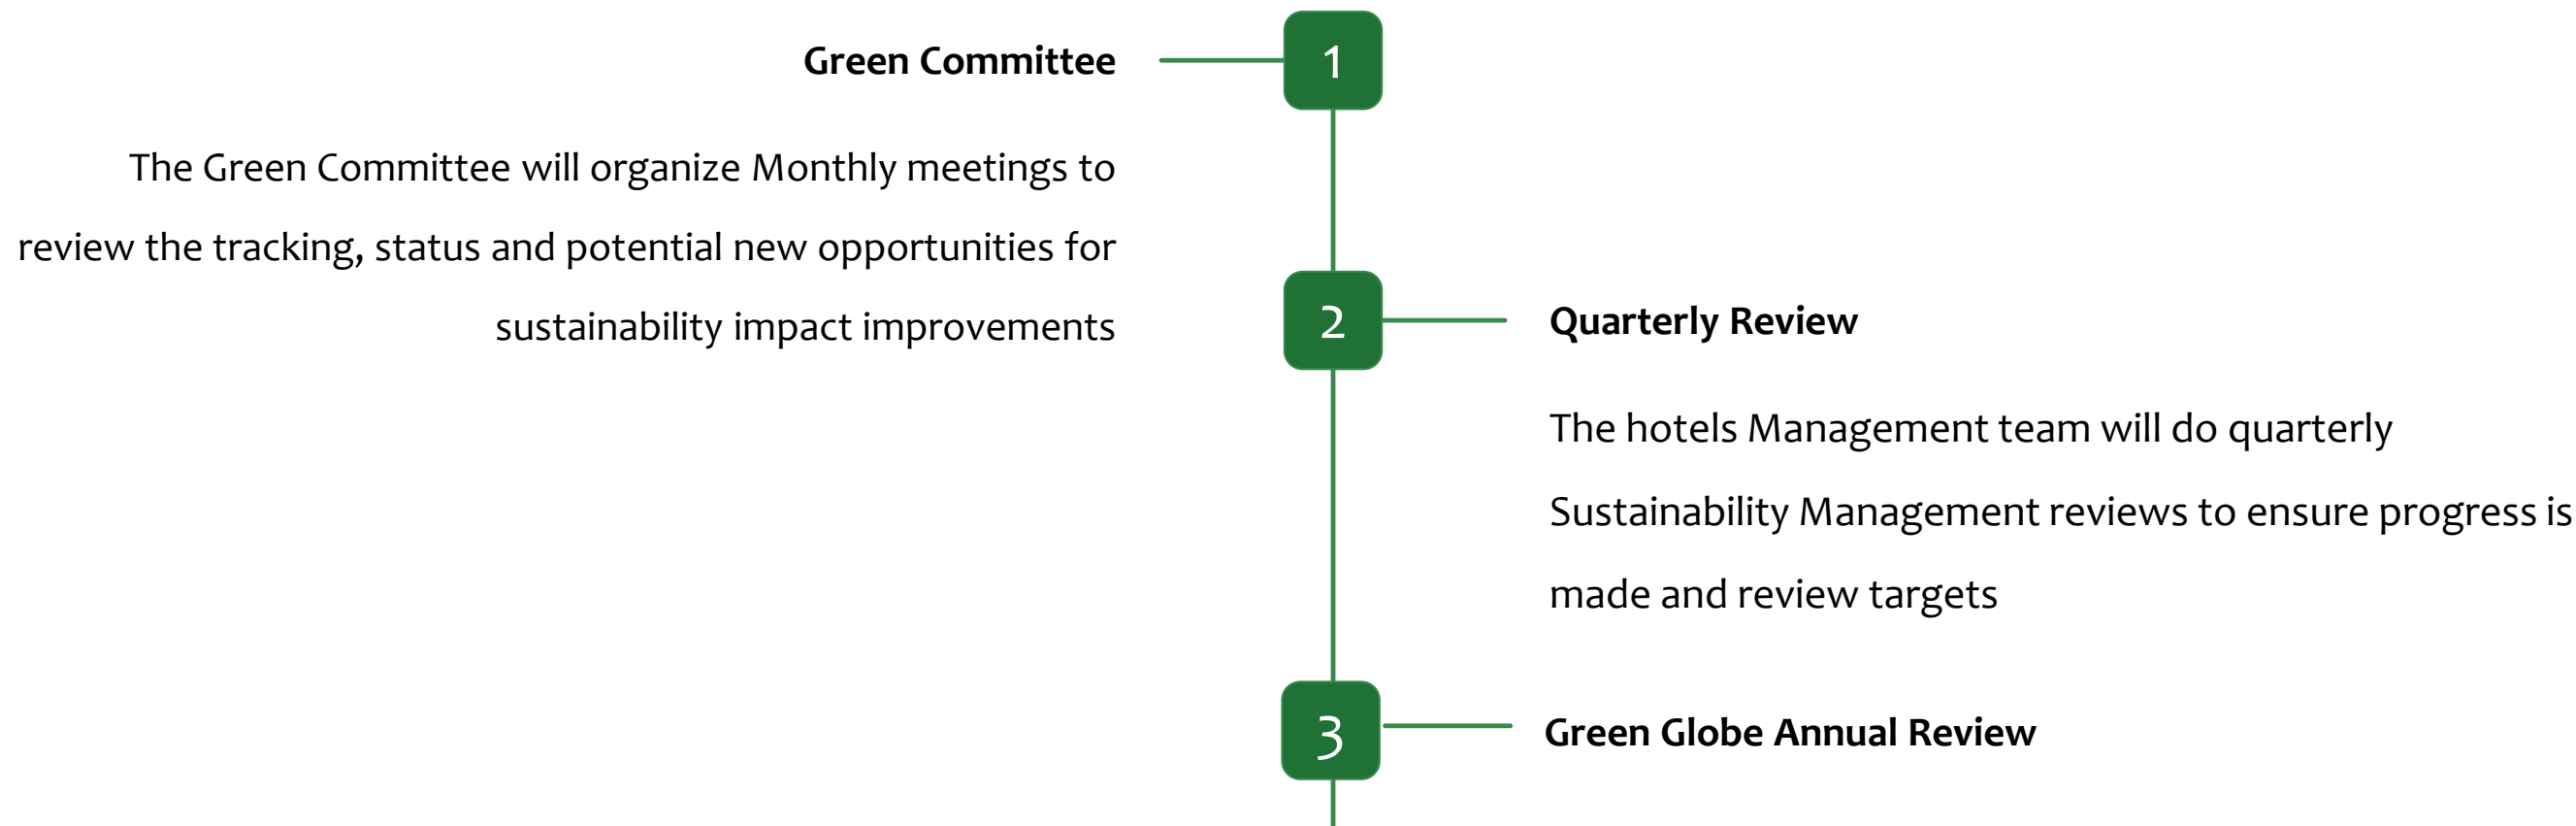 Green Committee
1
The Green Committee will organize Monthly meetings to
review the tracking, status and potential new opportunities for
sustainability impact improvements
2
Quarterly Review
The hotels Management team will do quarterly
Sustainability Management reviews to ensure progress is
made and review targets
3
Green Globe Annual Review